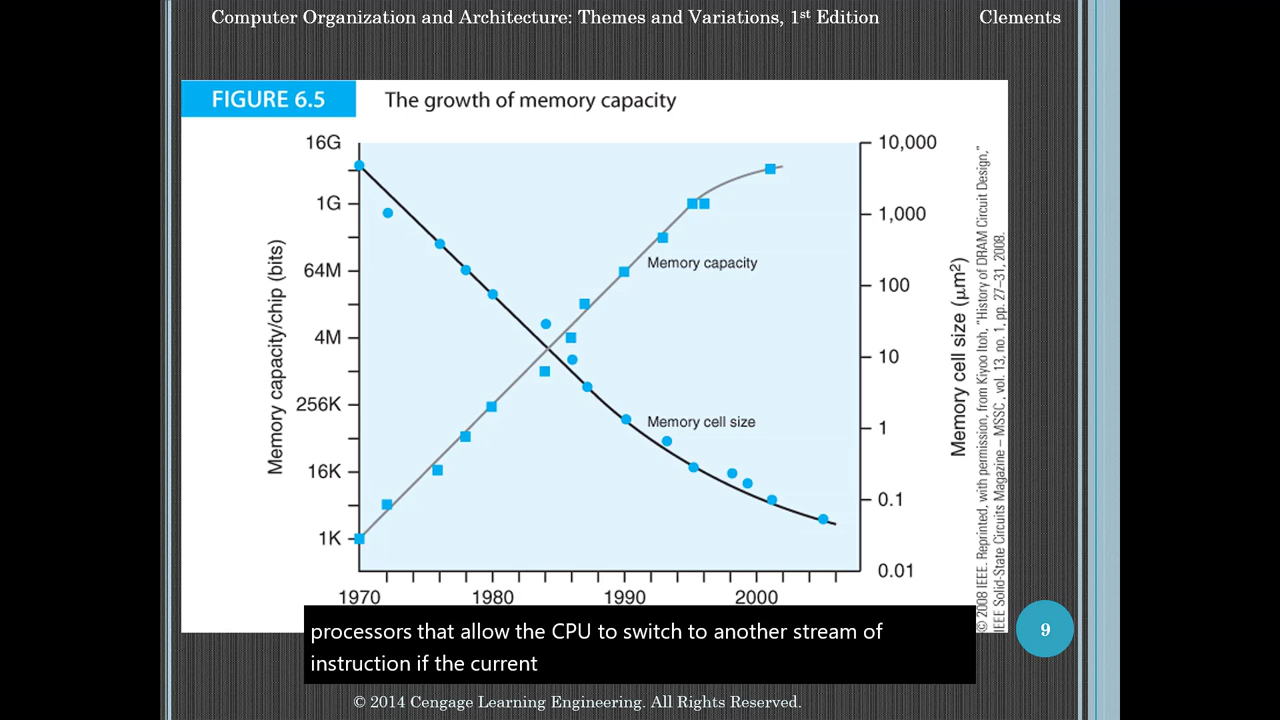 Computer Organization and Architecture: Themes and Variations, 1st Edition Clements
FIGURE 6.5 The growth of memory capacity
16G
1G
64M
4M
256K
16K
1K
Memory capacity/chip (bits)
10,000
1,000
100
10
1
0.1
0.01
Memory cell size (μm²)
Memory capacity
Memory cell size
1970 1980 1990 2000
© 2008 IEEE. Reprinted, with permission, from Kiyoo Itoh, "History of DRAM Circuit Design,"
IEEE Solid-State Circuits Magazine – MSSC, vol. 13, no. 1, pp. 27–31, 2008.
processors that allow the CPU to switch to another stream of
instruction if the current
9
© 2014 Cengage Learning Engineering. All Rights Reserved.